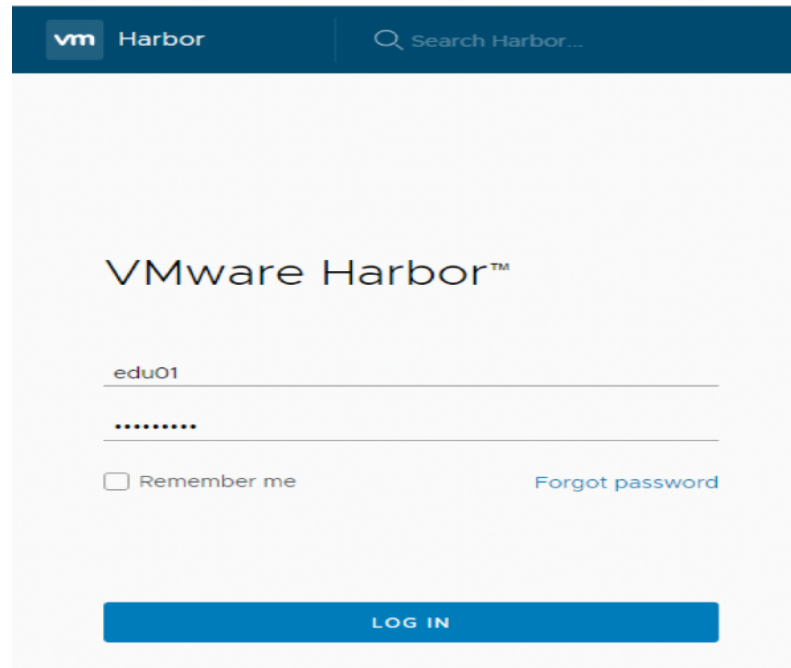 vm Harbor Search Harbor...
VMware Harbor™
edu01
•••••••••
Remember me Forgot password
LOG IN